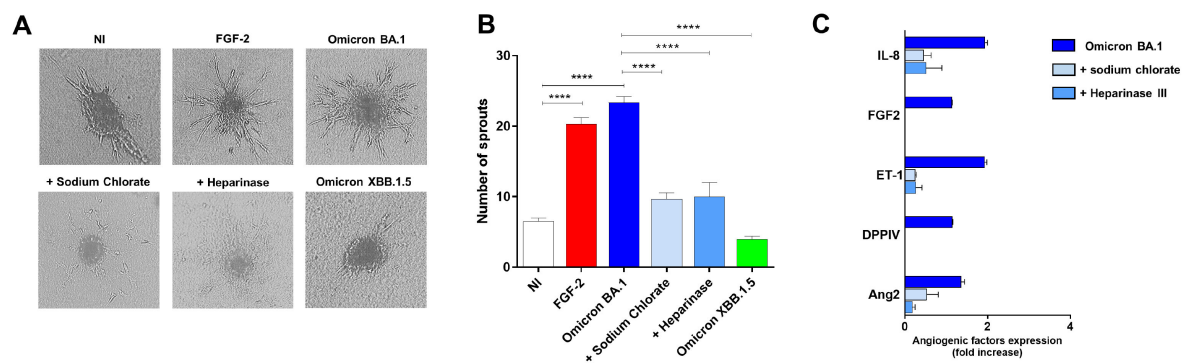 A
NI
FGF-2
Omicron BA.1
+ Sodium Chlorate
+ Heparinase
Omicron XBB.1.5
B
Number of sprouts
30
20
10
0
****
****
****
****
****
NI
FGF-2
Omicron BA.1
+ Sodium Chlorate
+ Heparinase
Omicron XBB.1.5
C
IL-8
FGF2
ET-1
DPPIV
Ang2
0
2
4
Angiogenic factors expression
(fold increase)
Omicron BA.1
+ sodium chlorate
+ Heparinase III